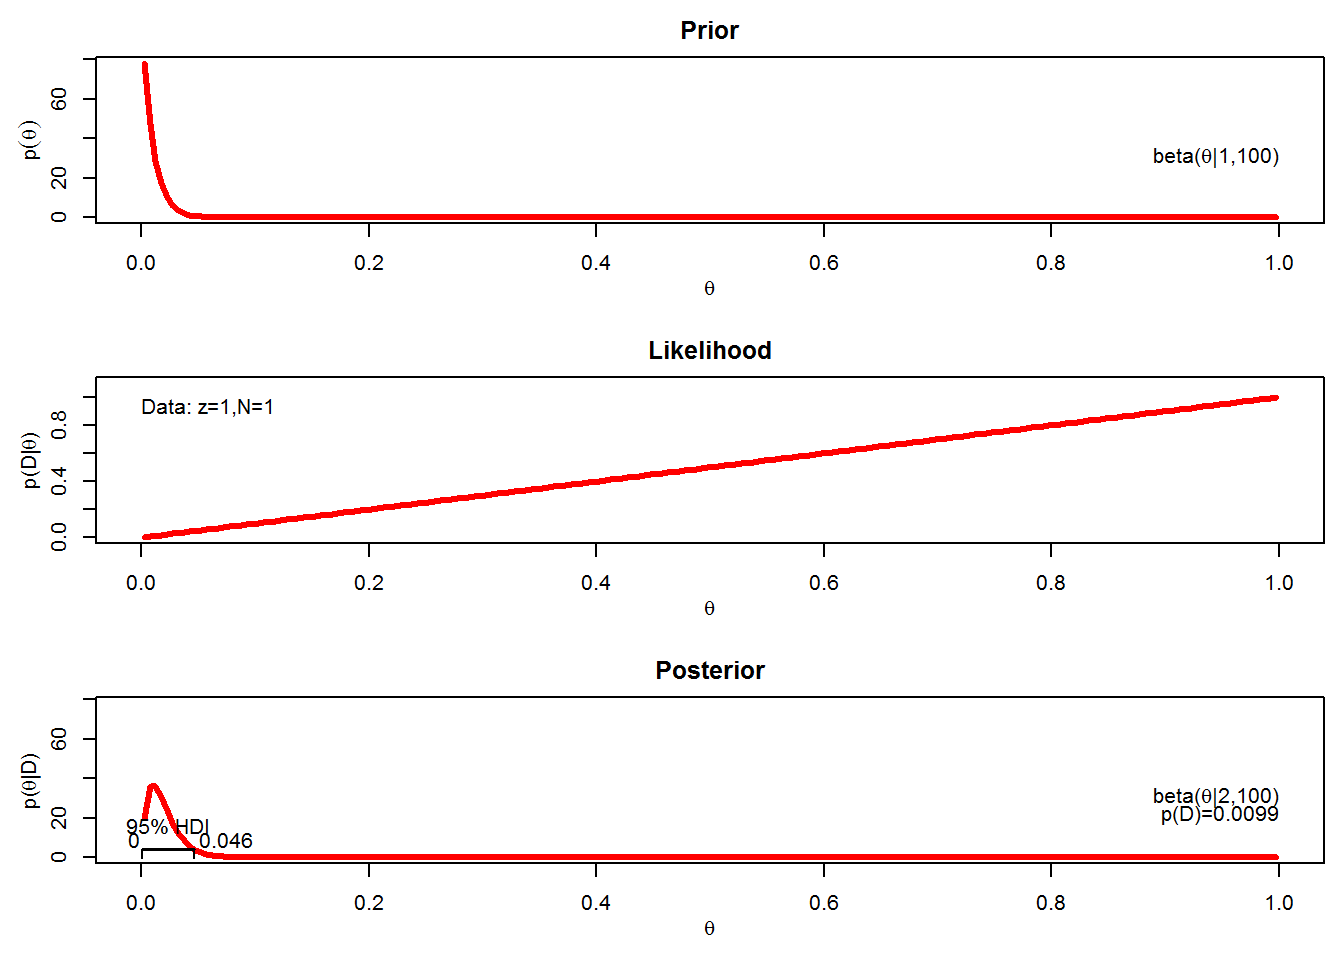 Prior
p(θ)
60
20
0
beta(θ|1,100)
0.0 0.2 0.4 0.6 0.8 1.0
θ
Likelihood
p(D|θ)
0.8
0.4
0.0
Data: z=1,N=1
0.0 0.2 0.4 0.6 0.8 1.0
θ
Posterior
p(θ|D)
60
20
0
beta(θ|2,100)
p(D)=0.0099
95% HDI
0 0.046
0.0 0.2 0.4 0.6 0.8 1.0
θ